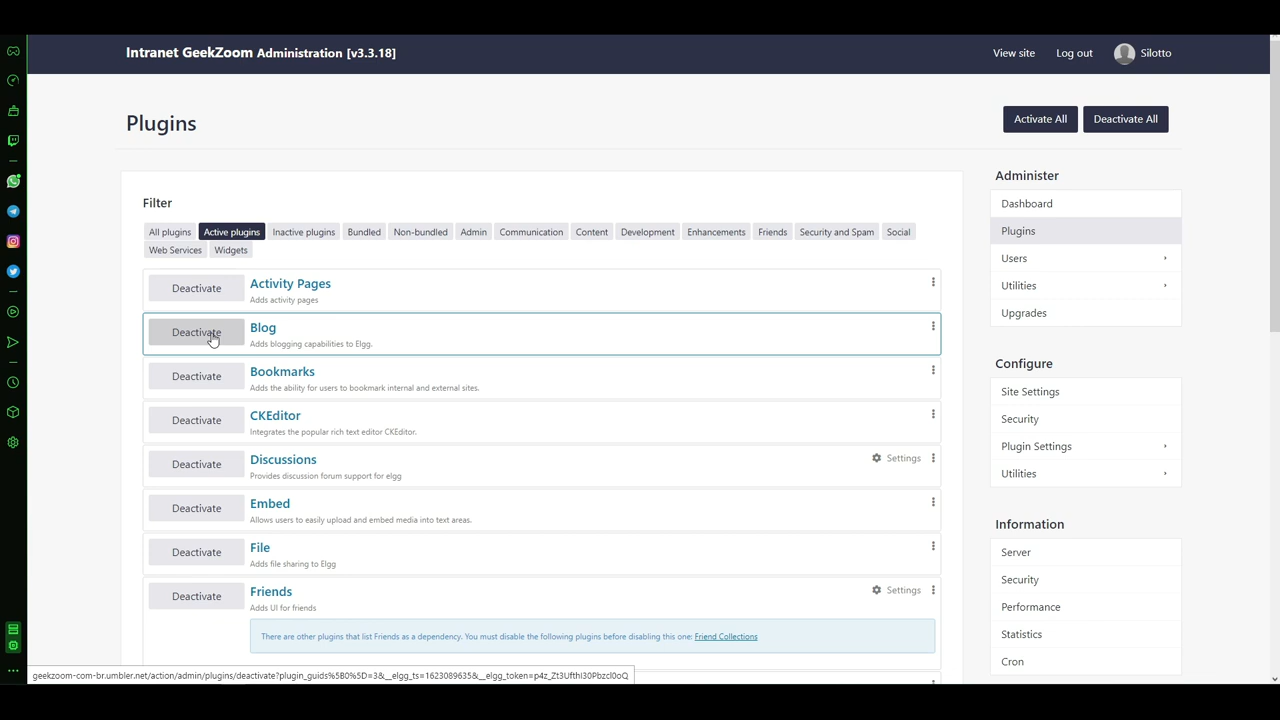 Intranet GeekZoom Administration [v3.3.18]
View site
Log out
Silotto
Plugins
Activate All
Deactivate All
Filter
All plugins
Active plugins
Inactive plugins
Bundled
Non-bundled
Admin
Communication
Content
Development
Enhancements
Friends
Security and Spam
Social
Web Services
Widgets
Deactivate
Activity Pages
Adds activity pages
Deactivate
Blog
Adds blogging capabilities to Elgg.
Deactivate
Bookmarks
Adds the ability for users to bookmark internal and external sites.
Deactivate
CKEditor
Integrates the popular rich text editor CKEditor.
Deactivate
Discussions
Provides discussion forum support for elgg
Settings
Deactivate
Embed
Allows users to easily upload and embed media into text areas.
Deactivate
File
Adds file sharing to Elgg
Deactivate
Friends
Adds UI for friends
Settings
There are other plugins that list Friends as a dependency. You must disable the following plugins before disabling this one: Friend Collections
Administer
Dashboard
Plugins
Users
Utilities
Upgrades
Configure
Site Settings
Security
Plugin Settings
Utilities
Information
Server
Security
Performance
Statistics
Cron
geekzoom-com-br.umbler.net/action/admin/plugins/deactivate?plugin_guids%5B0%5D=3&__elgg_ts=1623089635&__elgg_token=p4z_Zt3UfthI30Pbzcl0oQ